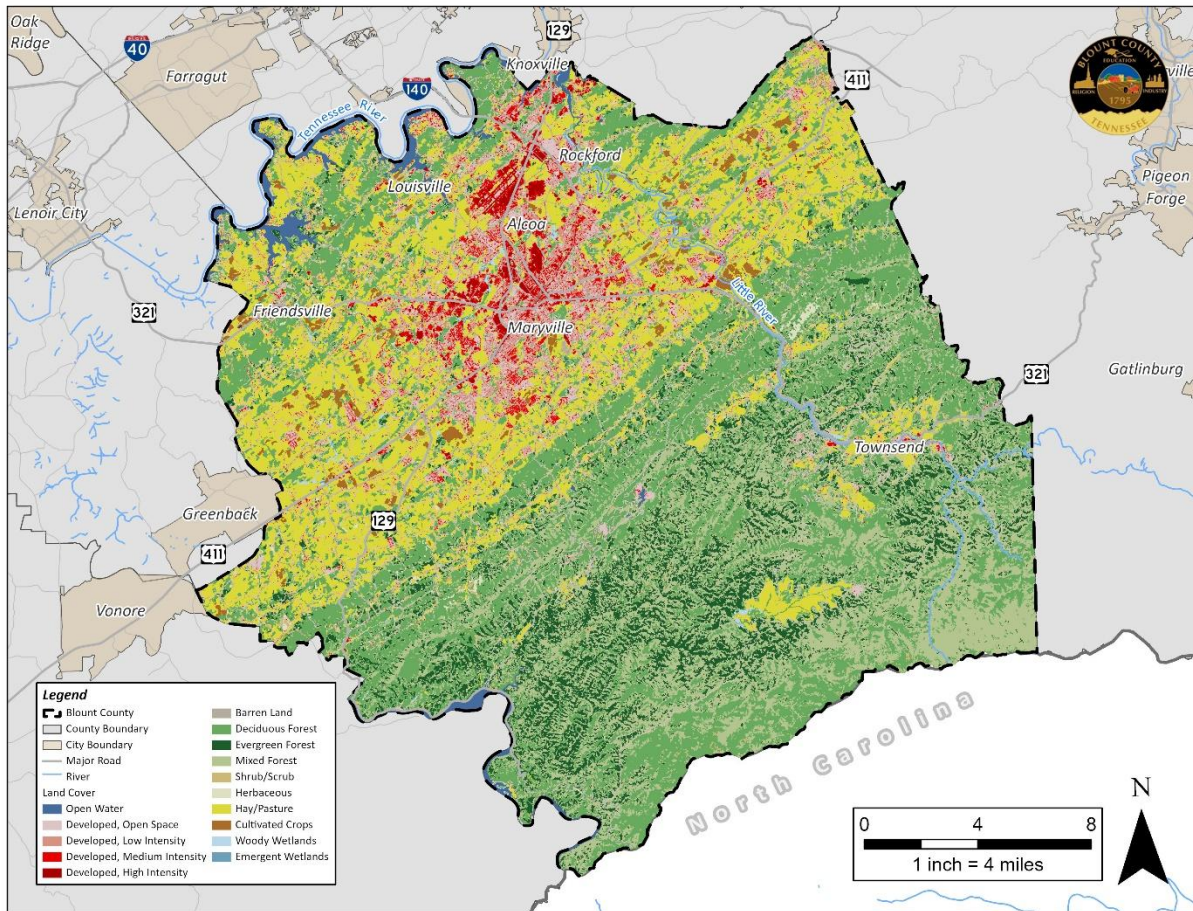 Oak
Ridge
40
Farragut
129
Knoxville
140
411
BLOUNT COUNTY
EDUCATION
RELIGION
INDUSTRY
1795
TENNESSEE
ville
Tennessee River
Rockford
Louisville
Pigeon
Forge
Lenoir City
Alcoa
321
Friendsville
Little River
Maryville
321
Gatlinburg
Townsend
Greenback
129
411
Vonore
North Carolina
Legend
Blount County
County Boundary
City Boundary
Major Road
River
Land Cover
Open Water
Developed, Open Space
Developed, Low Intensity
Developed, Medium Intensity
Developed, High Intensity
Barren Land
Deciduous Forest
Evergreen Forest
Mixed Forest
Shrub/Scrub
Herbaceous
Hay/Pasture
Cultivated Crops
Woody Wetlands
Emergent Wetlands
0 4 8
1 inch = 4 miles
N